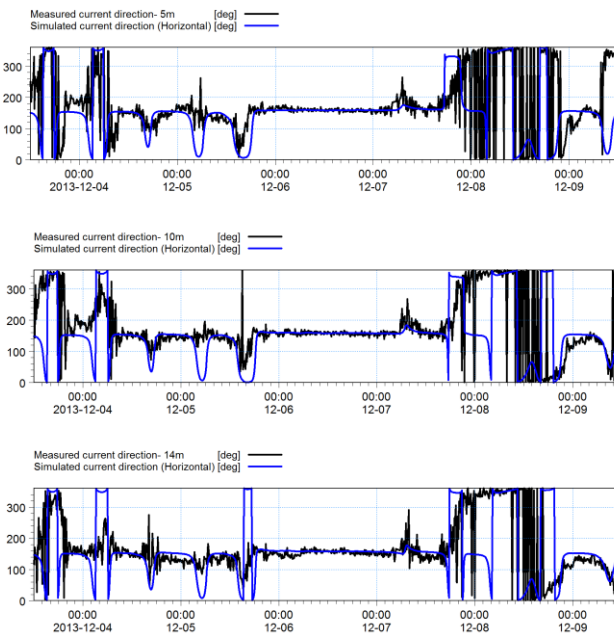 Measured current direction- 5m [deg]
Simulated current direction (Horizontal) [deg]
300
200
100
0
00:00 00:00 00:00 00:00 00:00 00:00
2013-12-04 12-05 12-06 12-07 12-08 12-09
Measured current direction- 10m [deg]
Simulated current direction (Horizontal) [deg]
300
200
100
0
00:00 00:00 00:00 00:00 00:00 00:00
2013-12-04 12-05 12-06 12-07 12-08 12-09
Measured current direction- 14m [deg]
Simulated current direction (Horizontal) [deg]
300
200
100
0
00:00 00:00 00:00 00:00 00:00 00:00
2013-12-04 12-05 12-06 12-07 12-08 12-09